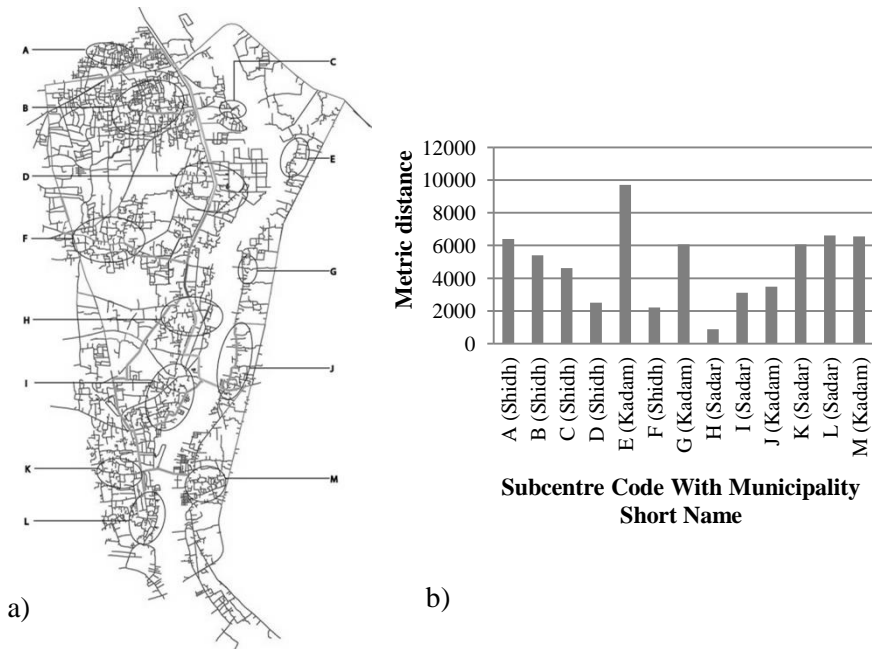 A
B
C
D
E
F
G
H
I
J
K
L
M
a)
12000
10000
8000
6000
4000
2000
0
Metric distance
A (Shidh)
B (Shidh)
C (Shidh)
D (Shidh)
E (Kadam)
F (Shidh)
G (Kadam)
H (Sadar)
I (Sadar)
J (Kadam)
K (Sadar)
L (Sadar)
M (Kadam)
Subcentre Code With Municipality
Short Name
b)